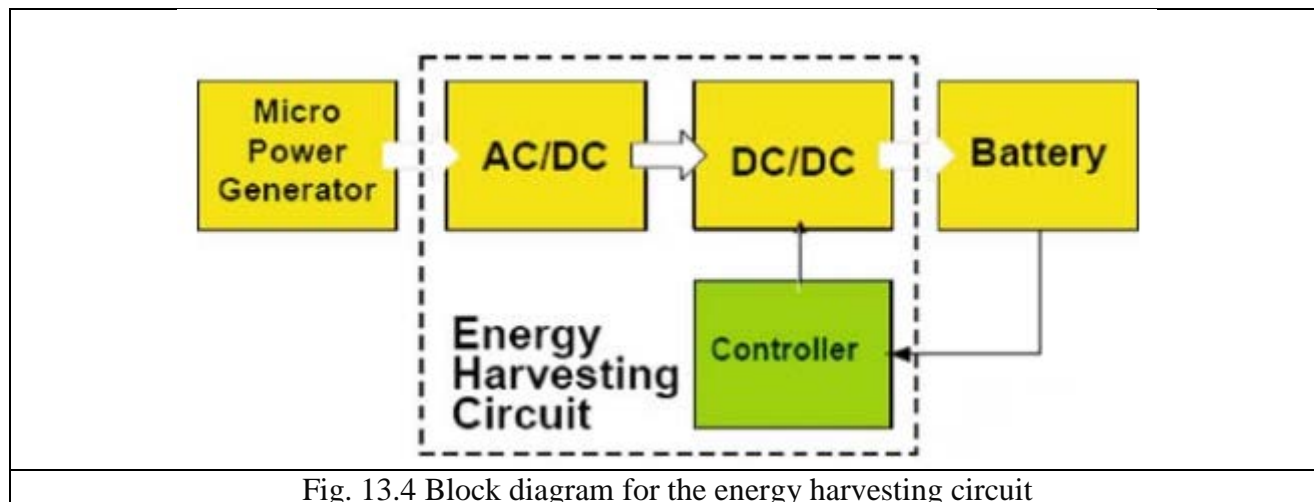 Micro
Power
Generator
AC/DC
DC/DC
Battery
Energy
Harvesting
Circuit
Controller
Fig. 13.4 Block diagram for the energy harvesting circuit